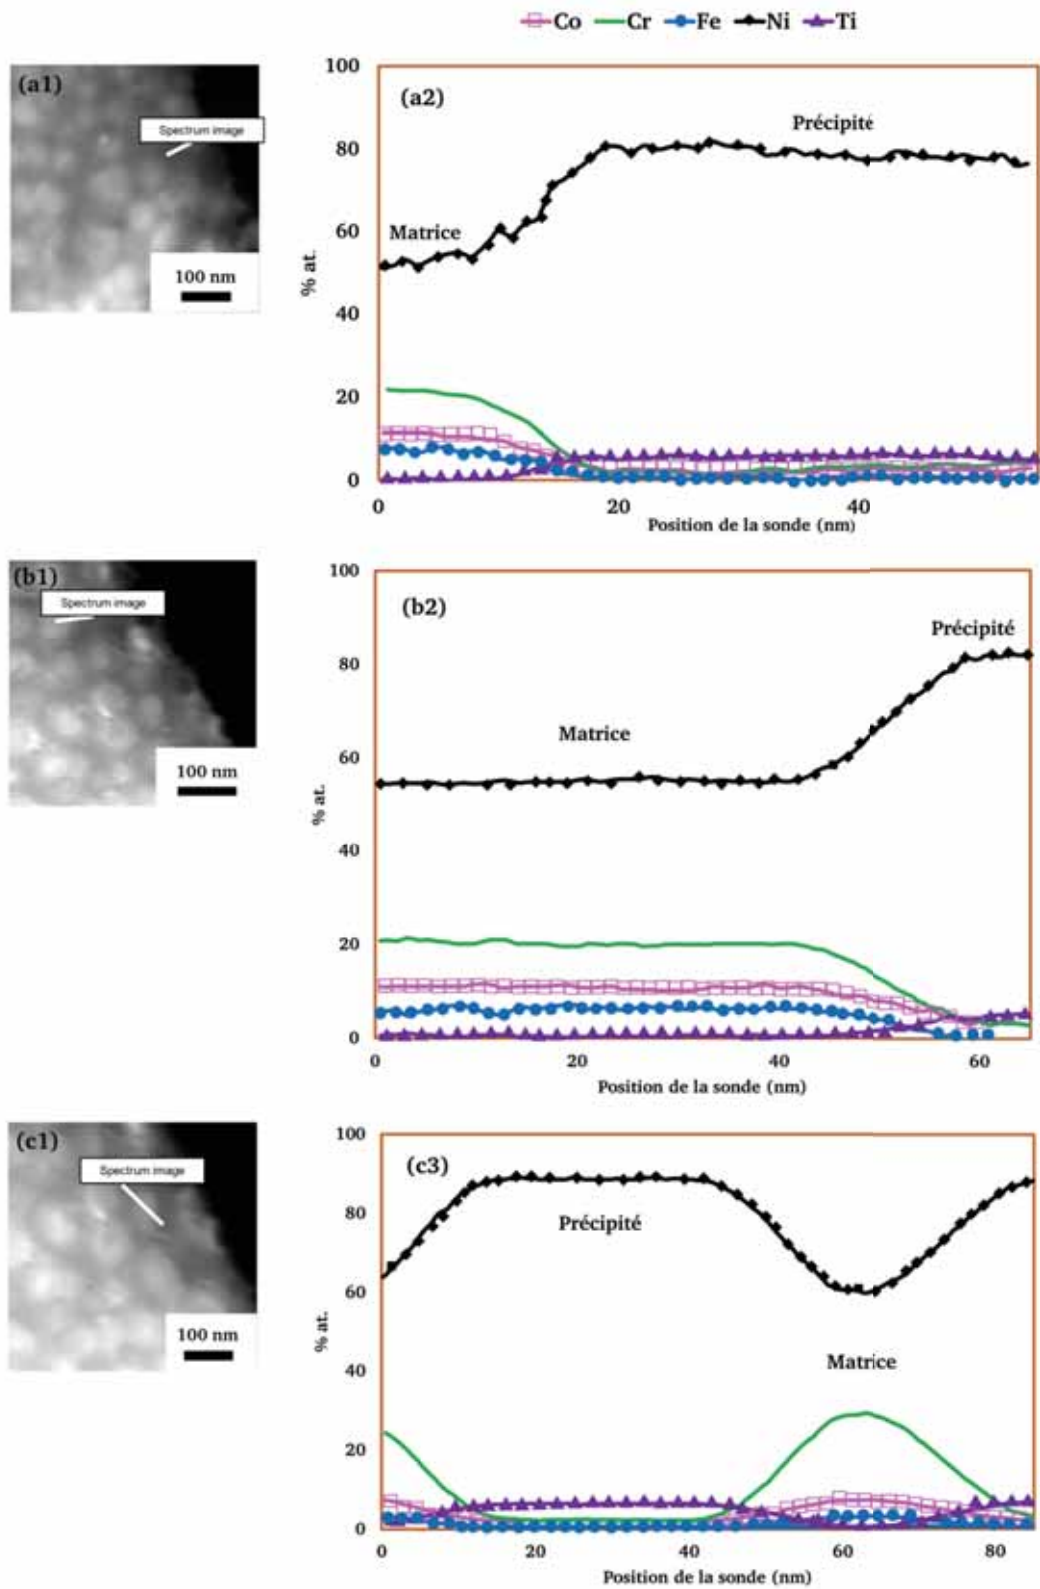 Co Cr Fe Ni Ti
(a1)
Spectrum image
100 nm
(a2)
100
80
60
40
20
0
% at.
Matrice
Précipité
0 20 40
Position de la sonde (nm)
(b1)
Spectrum image
100 nm
(b2)
100
80
60
40
20
0
% at.
Matrice
Précipité
0 20 40 60
Position de la sonde (nm)
(c1)
Spectrum image
100 nm
(c3)
100
80
60
40
20
0
% at.
Précipité
Matrice
0 20 40 60 80
Position de la sonde (nm)